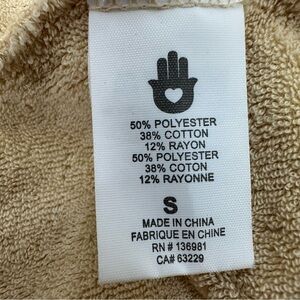 50% POLYESTER
38% COTTON
12% RAYON
50% POLYESTER
38% COTON
12% RAYONNE
S
MADE IN CHINA
FABRIQUE EN CHINE
RN # 136981
CA# 63229